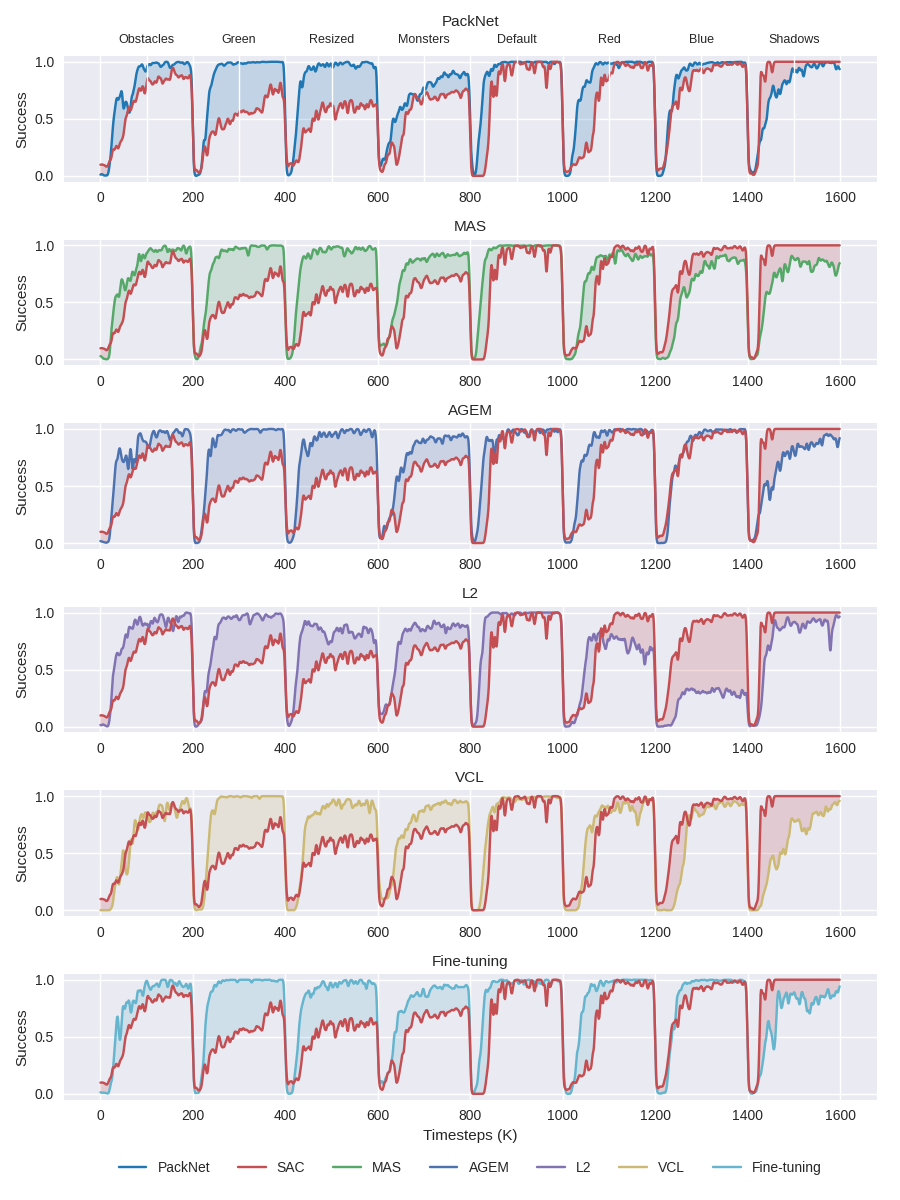 PackNet
Obstacles Green Resized Monsters Default Red Blue Shadows
1.0
Success
0.5
0.0
0 200 400 600 800 1000 1200 1400 1600
MAS
1.0
Success
0.5
0.0
0 200 400 600 800 1000 1200 1400 1600
AGEM
1.0
Success
0.5
0.0
0 200 400 600 800 1000 1200 1400 1600
L2
1.0
Success
0.5
0.0
0 200 400 600 800 1000 1200 1400 1600
VCL
1.0
Success
0.5
0.0
0 200 400 600 800 1000 1200 1400 1600
Fine-tuning
1.0
Success
0.5
0.0
0 200 400 600 800 1000 1200 1400 1600
Timesteps (K)
PackNet SAC MAS AGEM L2 VCL Fine-tuning